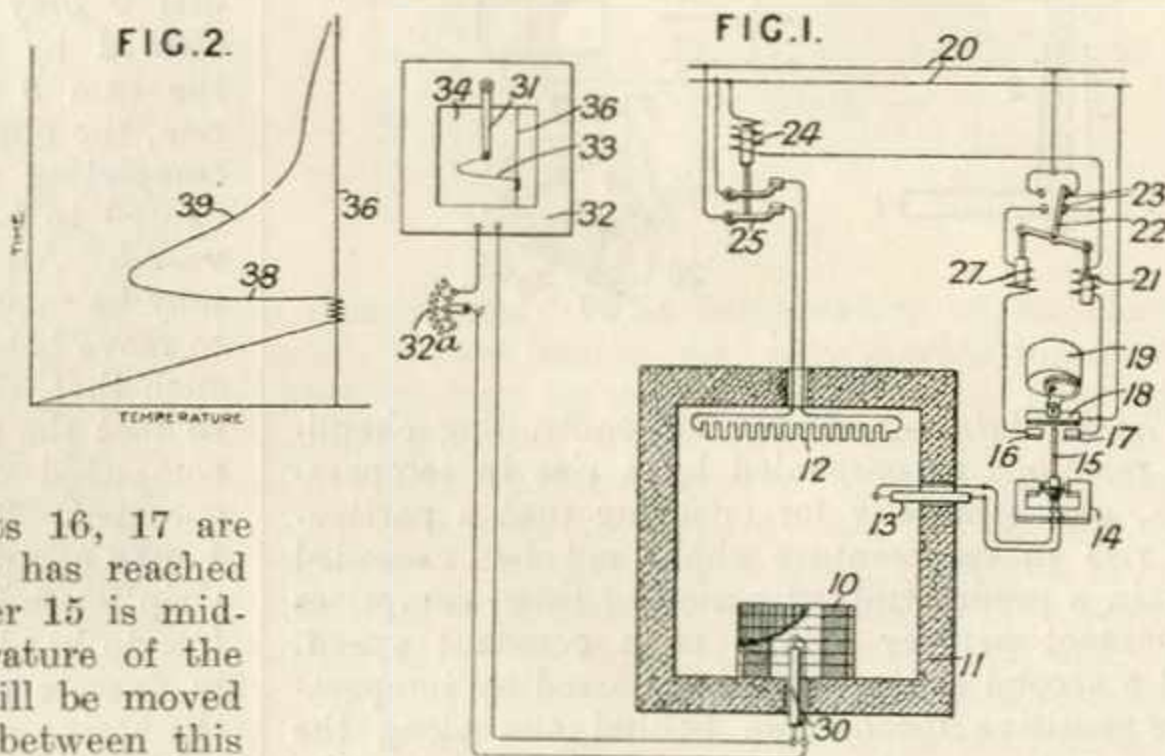 FIG.2.
TIME
39
36
38
TEMPERATURE
FIG.1.
20
34
31
36
33
32
32a
24
25
23
22
27
21
19
18
16
17
15
14
12
13
10
11
30
s 16, 17 are
has reached
er 15 is mid-
rature of the
ill be moved
between this